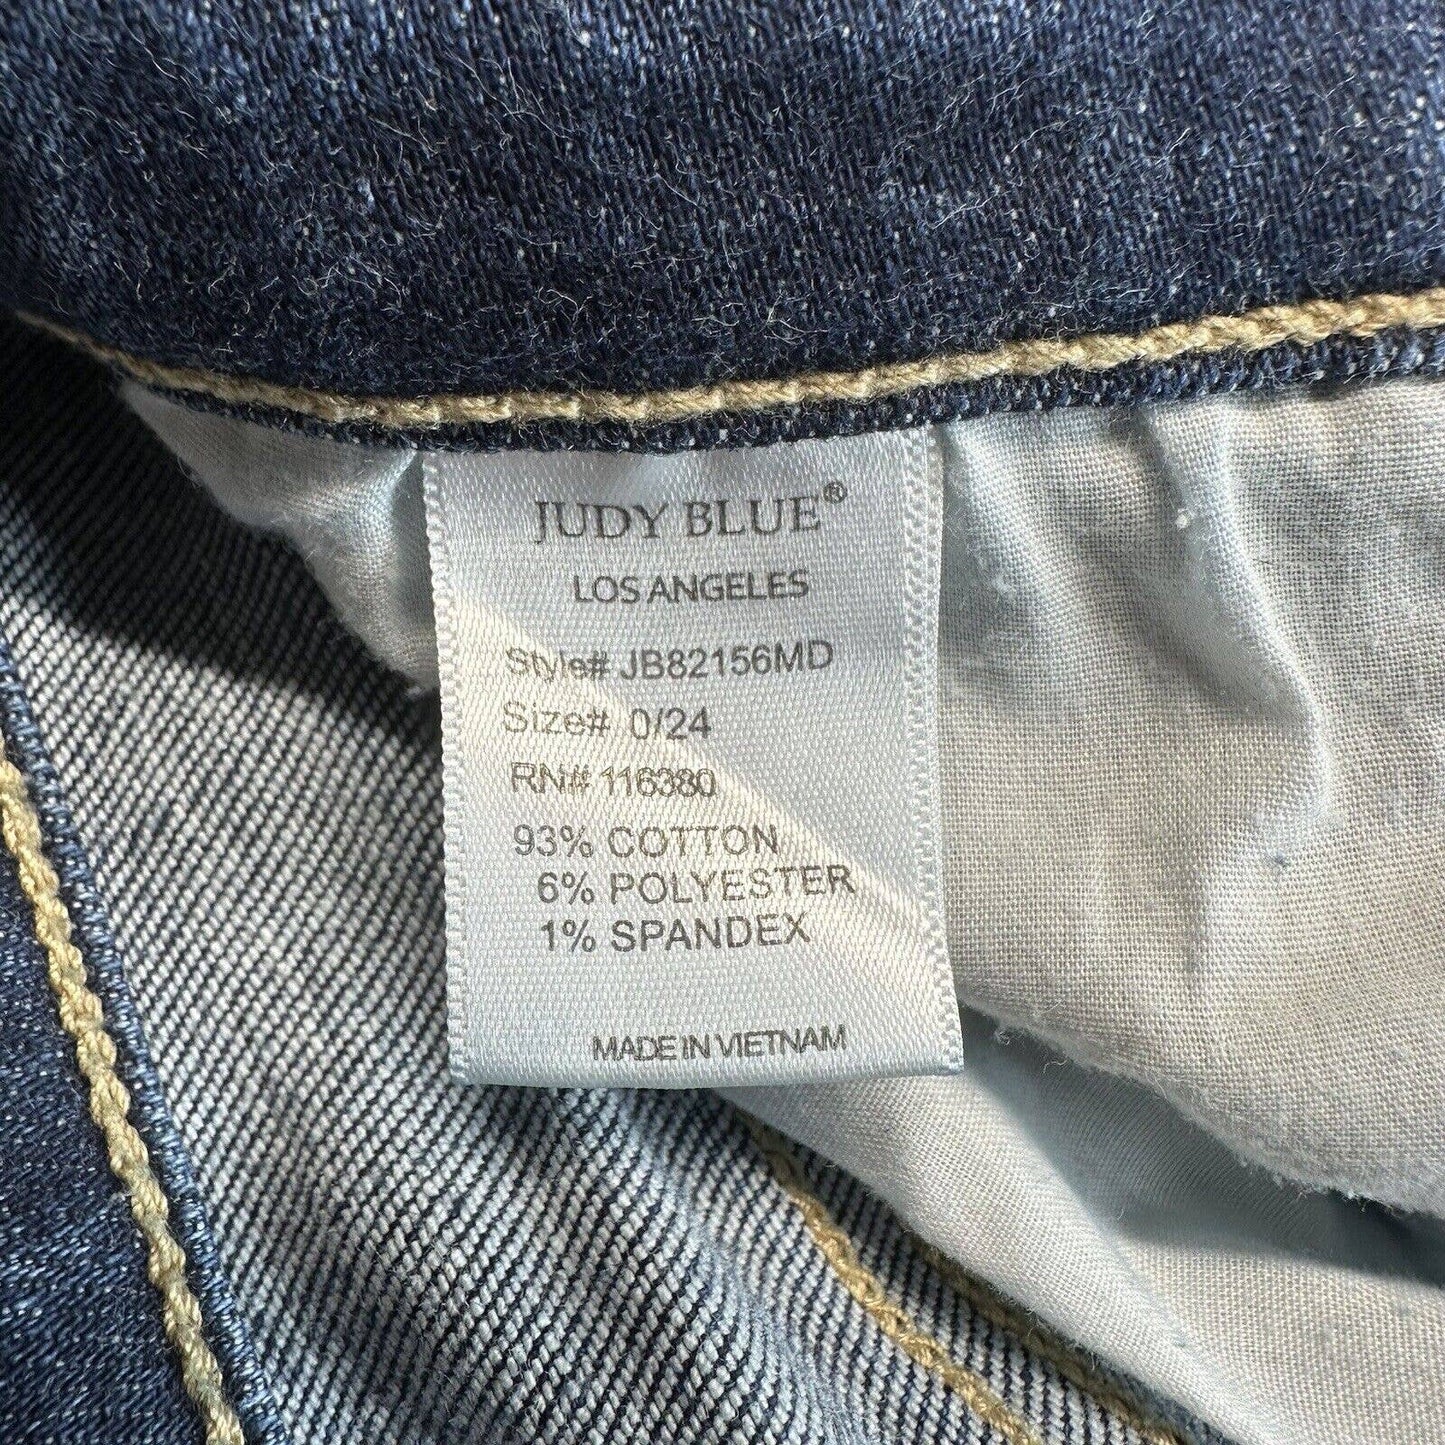 JUDY BLUE®
LOS ANGELES
Style# JB82156MD
Size# 0/24
RN# 116380
93% COTTON
6% POLYESTER
1% SPANDEX
MADE IN VIETNAM